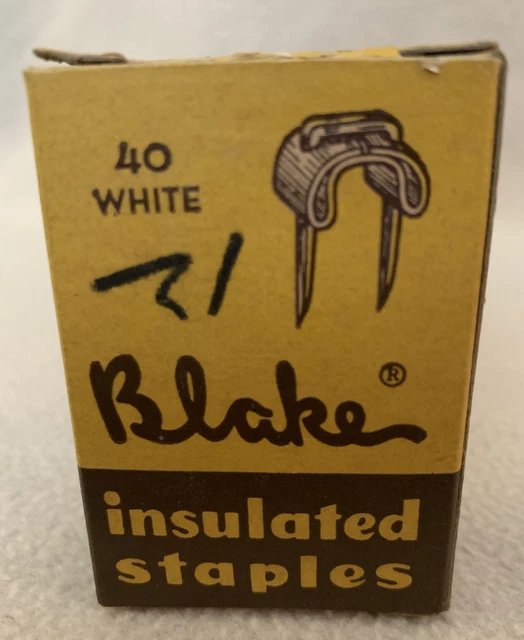 40
WHITE
Blake®
insulated
staples